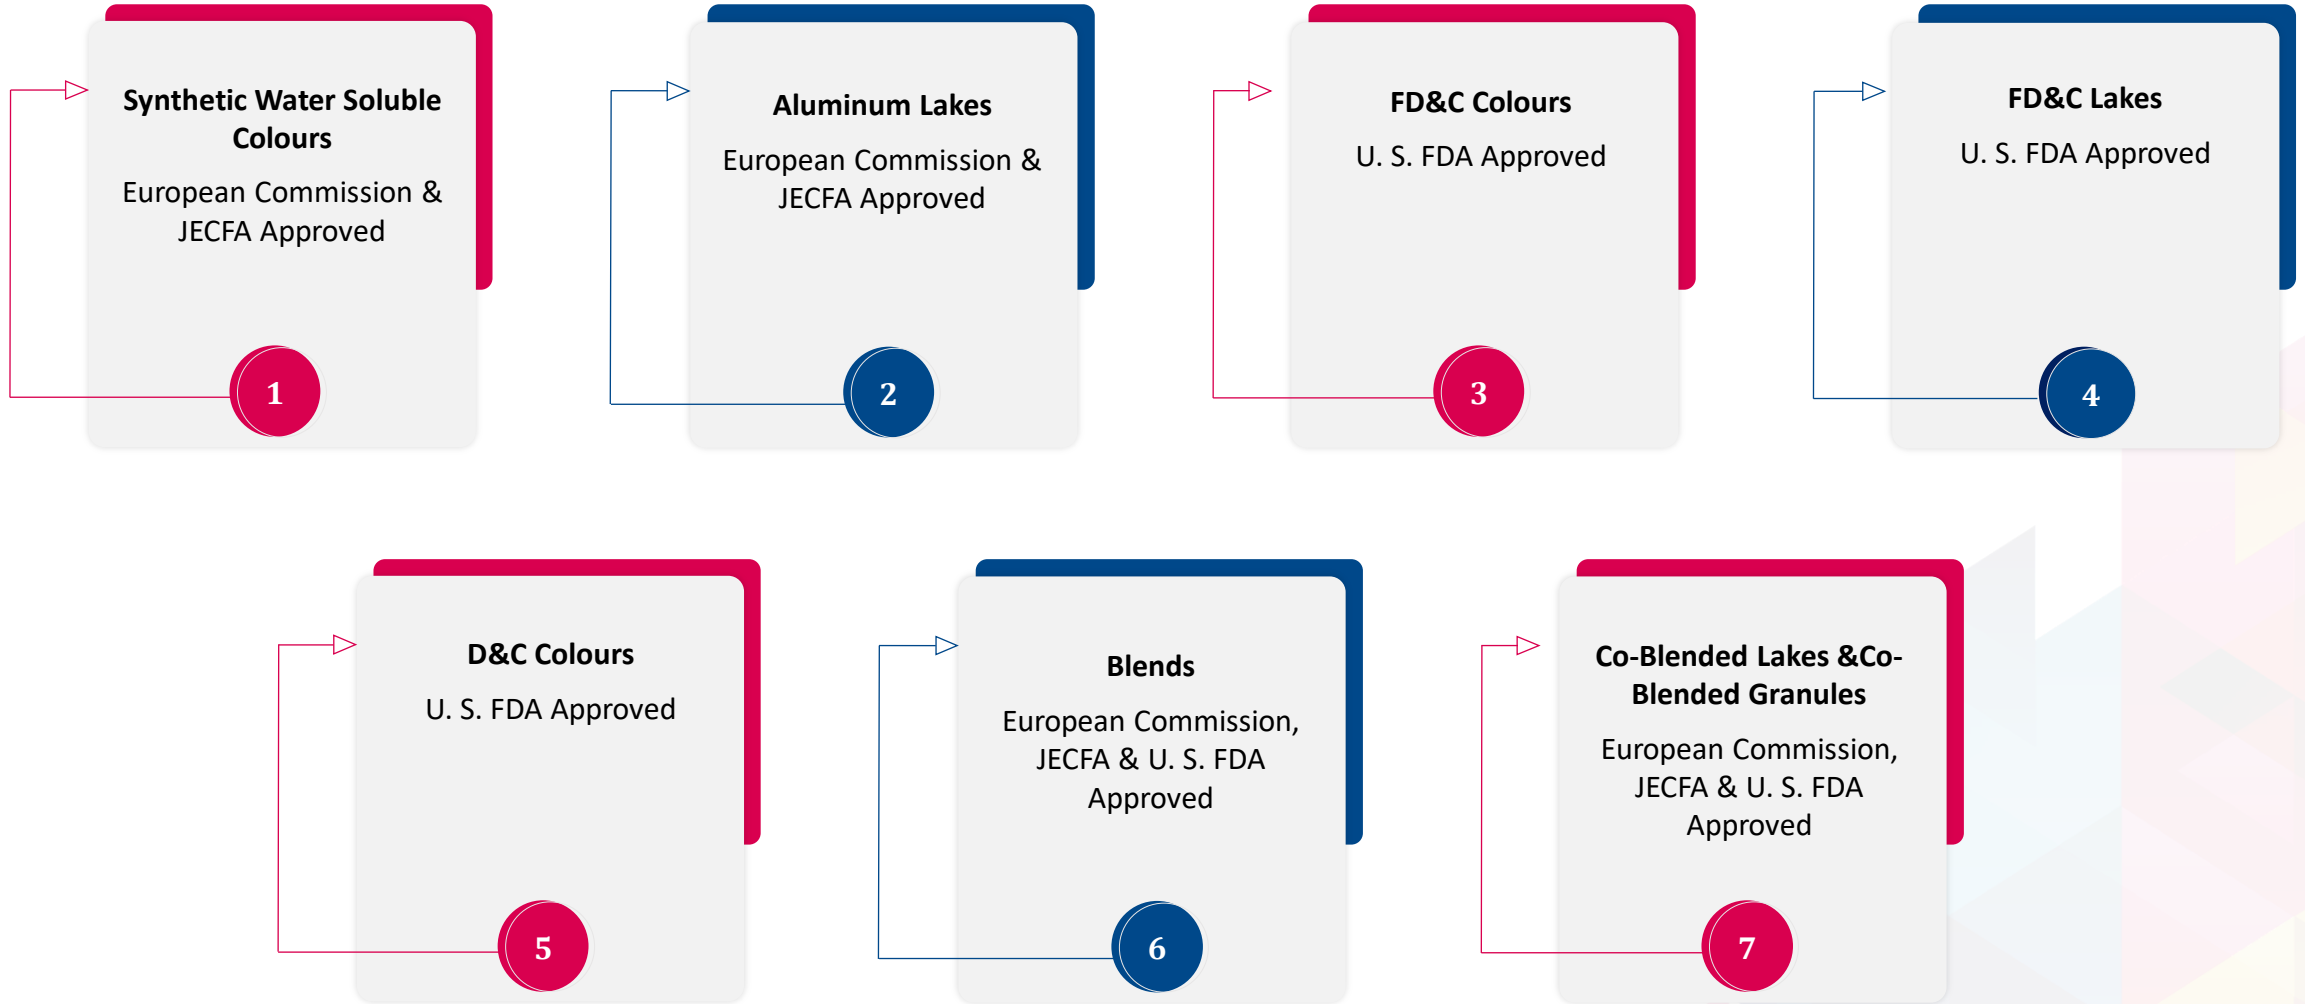 Synthetic Water Soluble
Colours
European Commission &
JECFA Approved
1
Aluminum Lakes
European Commission &
JECFA Approved
2
FD&C Colours
U. S. FDA Approved
3
FD&C Lakes
U. S. FDA Approved
4
D&C Colours
U. S. FDA Approved
5
Blends
European Commission,
JECFA & U. S. FDA
Approved
6
Co-Blended Lakes &Co-
Blended Granules
European Commission,
JECFA & U. S. FDA
Approved
7